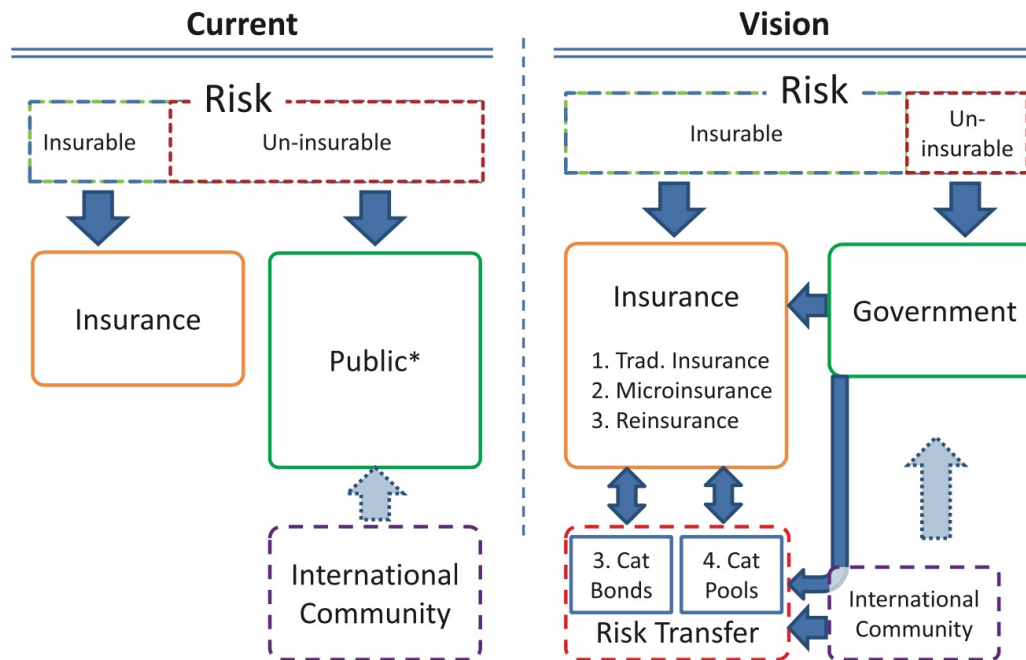 Current
Risk
Insurable
Un-insurable
Insurance
Public*
International
Community
Vision
Risk
Insurable
Un-
insurable
Insurance
1. Trad. Insurance
2. Microinsurance
3. Reinsurance
Government
3. Cat
Bonds
4. Cat
Pools
Risk Transfer
International
Community